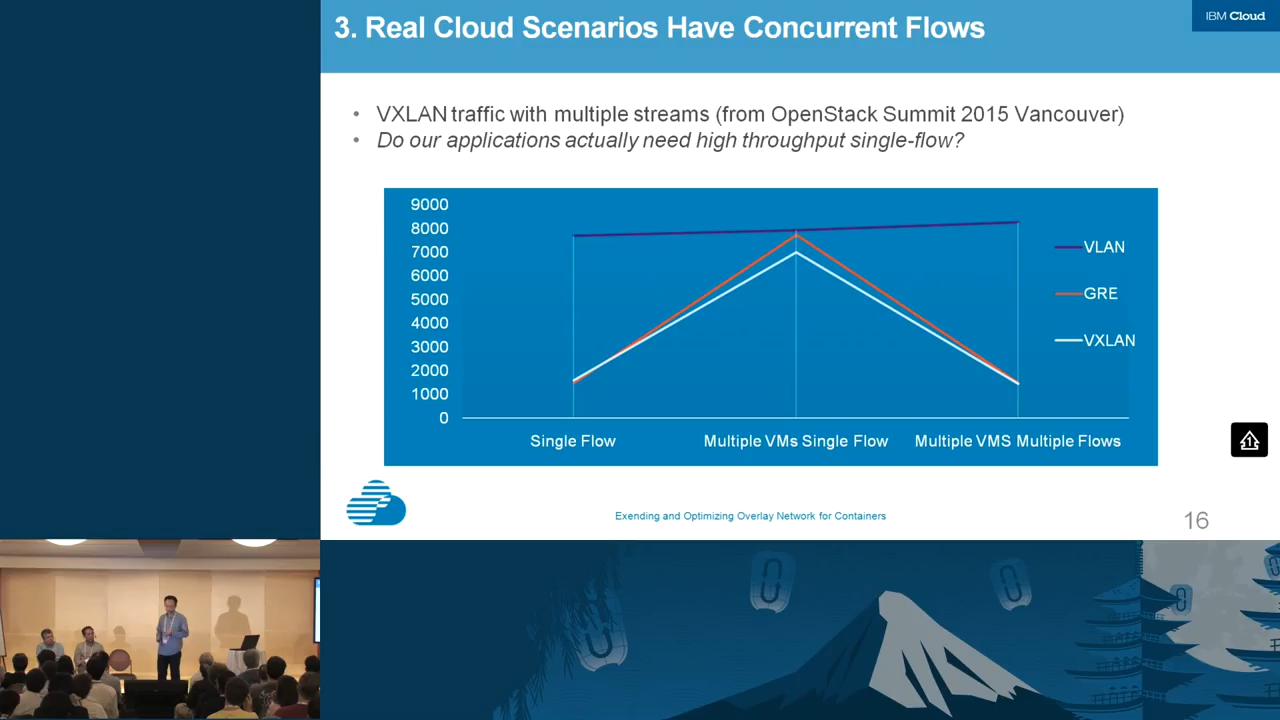 3. Real Cloud Scenarios Have Concurrent Flows
IBM Cloud
• VXLAN traffic with multiple streams (from OpenStack Summit 2015 Vancouver)
• Do our applications actually need high throughput single-flow?
9000
8000
7000
6000
5000
4000
3000
2000
1000
0
VLAN
GRE
VXLAN
Single Flow
Multiple VMs Single Flow
Multiple VMS Multiple Flows
Exending and Optimizing Overlay Network for Containers
16